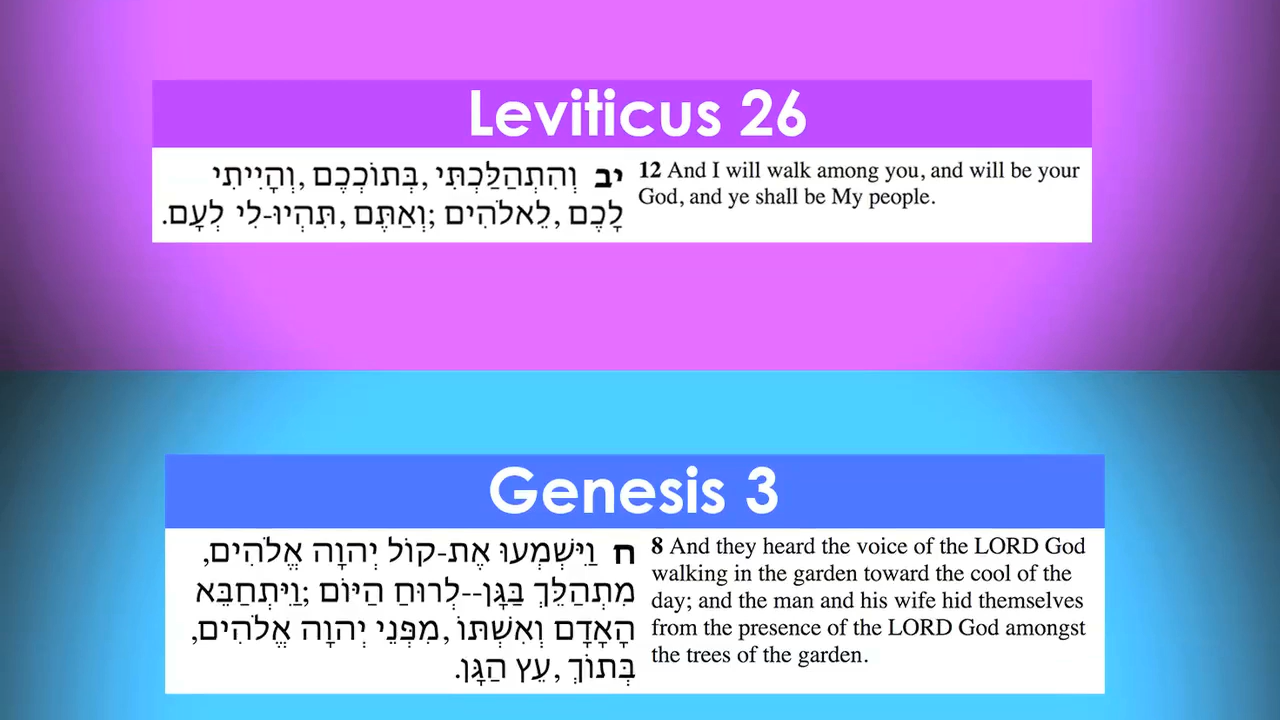 Leviticus 26
יב וְהִתְהַלַּכְתִּי, בְּתוֹכְכֶם, וְהָיִיתִי
לָכֶם, לֵאלֹהִים; וְאַתֶּם, תִּהְיוּ-לִי לְעָם.
12 And I will walk among you, and will be your
God, and ye shall be My people.
Genesis 3
ח וַיִּשְׁמְעוּ אֶת-קוֹל יְהוָה אֱלֹהִים,
מִתְהַלֵּךְ בַּגָּן--לְרוּחַ הַיּוֹם; וַיִּתְחַבֵּא
הָאָדָם וְאִשְׁתּוֹ, מִפְּנֵי יְהוָה אֱלֹהִים,
בְּתוֹךְ, עֵץ הַגָּן.
8 And they heard the voice of the LORD God
walking in the garden toward the cool of the
day; and the man and his wife hid themselves
from the presence of the LORD God amongst
the trees of the garden.